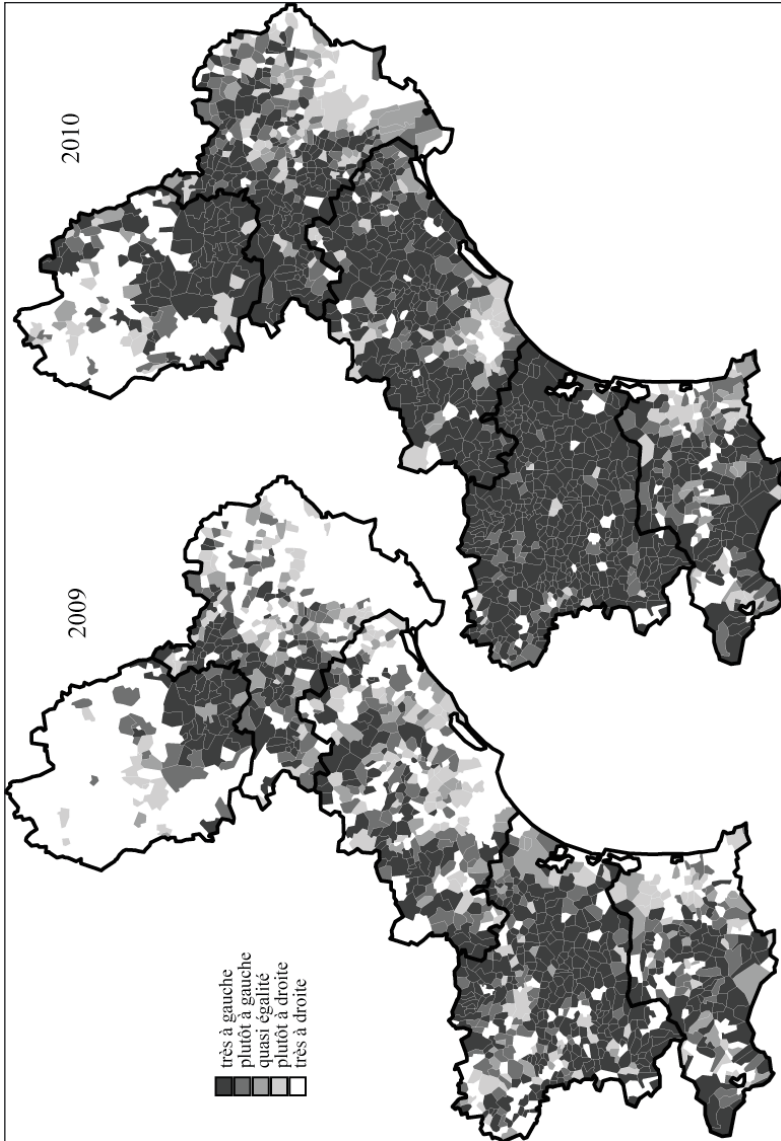 2009
2010
très à gauche
plutôt à gauche
quasi égalité
plutôt à droite
très à droite